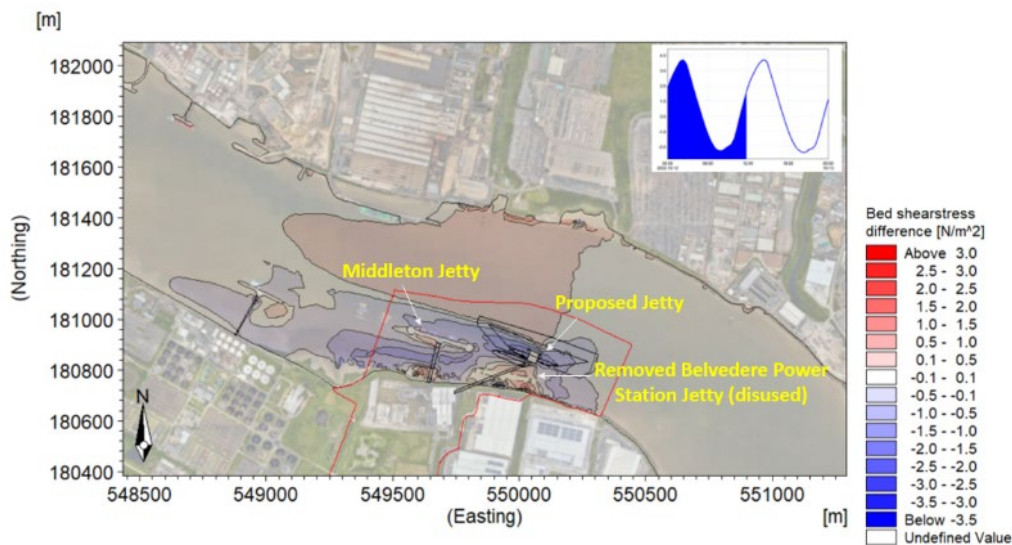 [m]
182000
181800
181600
181400
181200
181000
180800
180600
180400
(Northing)
548500 549000 549500 550000 550500 551000
(Easting)
[m]
Middleton Jetty
Proposed Jetty
Removed Belvedere Power
Station Jetty (disused)
N
Bed shearstress
difference [N/m^2]
Above 3.0
2.5 - 3.0
2.0 - 2.5
1.5 - 2.0
1.0 - 1.5
0.5 - 1.0
0.1 - 0.5
-0.1 - 0.1
-0.5 - -0.1
-1.0 - -0.5
-1.5 - -1.0
-2.0 - -1.5
-2.5 - -2.0
-3.0 - -2.5
-3.5 - -3.0
Below -3.5
Undefined Value